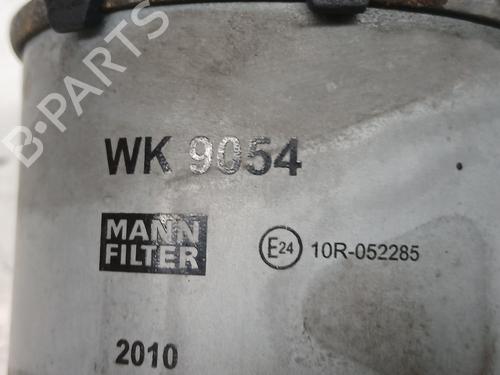 B-PARTS
WK 9054
MANN
FILTER
E24 10R-052285
2010